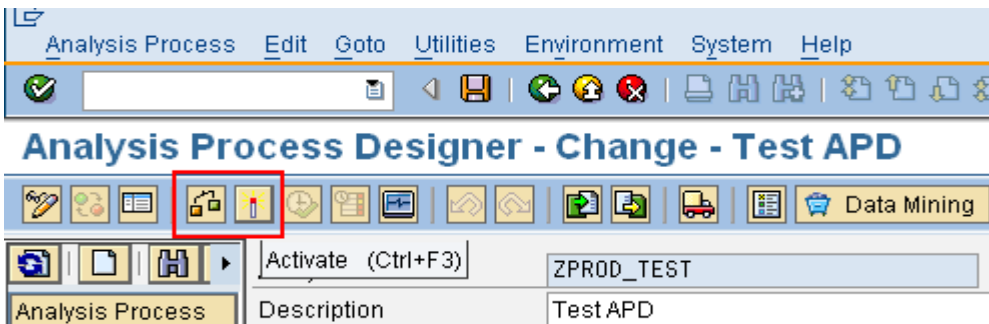 Analysis Process Edit Goto Utilities Environment System Help
Analysis Process Designer - Change - Test APD
Data Mining
Activate (Ctrl+F3)
ZPROD_TEST
Analysis Process
Description
Test APD